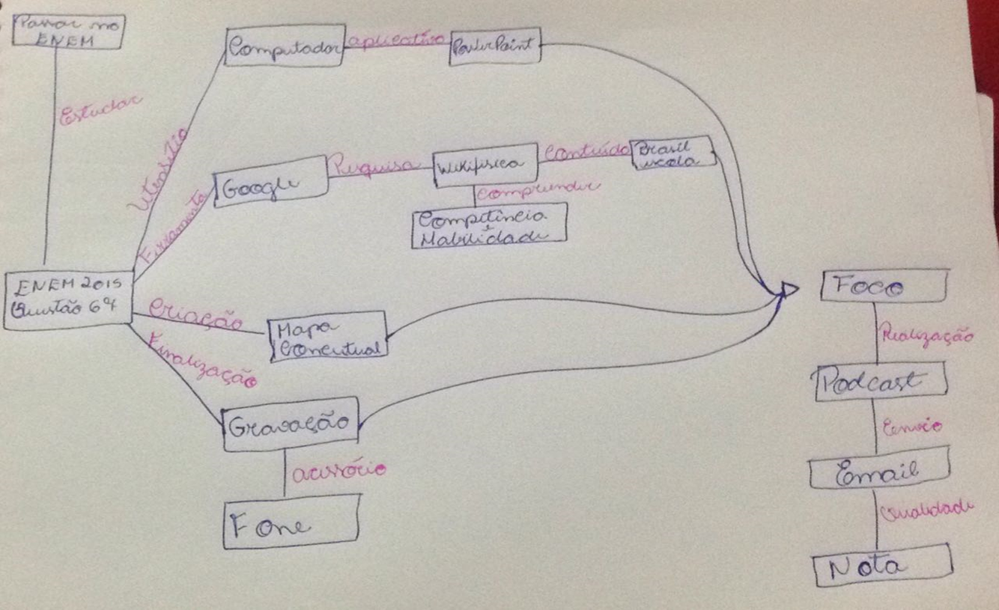 Passar no
ENEM
Estudar
Computador
aplicativo
PowerPoint
Utensílio
Ferramenta
Google
Pesquisa
Wikifísica
Conteúdo
Brasil
escola
compreender
Competência
e
Habilidade
ENEM 2015
Questão 64
Criação
Mapa
Conceitual
Finalização
Gravação
acessório
Fone
Foco
Realização
Podcast
Envio
Email
Qualidade
Nota